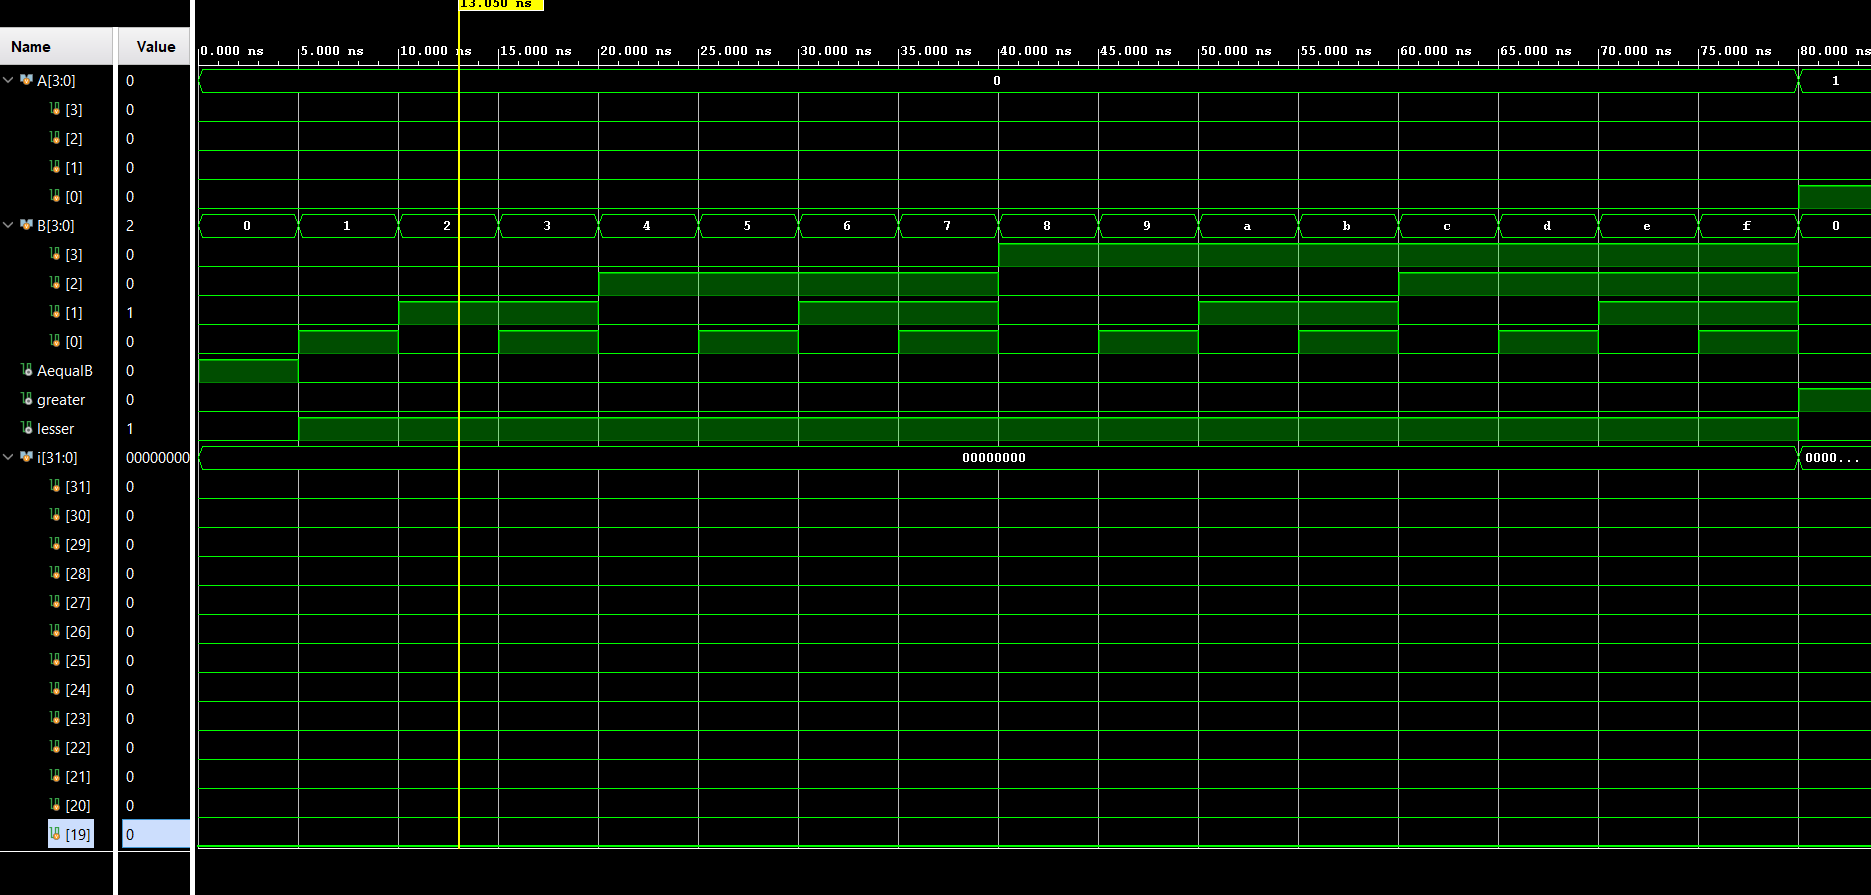 13.050 ns
Name Value
0.000 ns 5.000 ns 10.000 ns 15.000 ns 20.000 ns 25.000 ns 30.000 ns 35.000 ns 40.000 ns 45.000 ns 50.000 ns 55.000 ns 60.000 ns 65.000 ns 70.000 ns 75.000 ns 80.000 ns
A[3:0] 0 0 1
[3] 0
[2] 0
[1] 0
[0] 0
B[3:0] 2 0 1 2 3 4 5 6 7 8 9 a b c d e f 0
[3] 0
[2] 0
[1] 1
[0] 0
AequalB 0
greater 0
lesser 1
i[31:0] 00000000 00000000 0000...
[31] 0
[30] 0
[29] 0
[28] 0
[27] 0
[26] 0
[25] 0
[24] 0
[23] 0
[22] 0
[21] 0
[20] 0
[19] 0